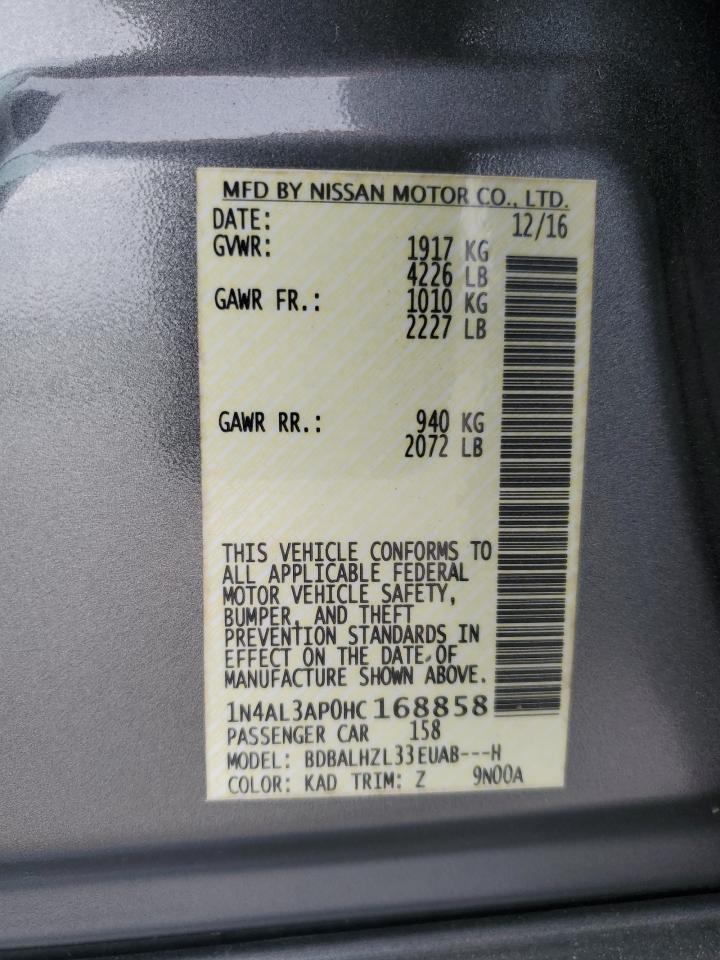 MFD BY NISSAN MOTOR CO., LTD.
DATE: 12/16
GVWR: 1917 KG
4226 LB
GAWR FR.: 1010 KG
2227 LB
GAWR RR.: 940 KG
2072 LB
THIS VEHICLE CONFORMS TO
ALL APPLICABLE FEDERAL
MOTOR VEHICLE SAFETY,
BUMPER, AND THEFT
PREVENTION STANDARDS IN
EFFECT ON THE DATE OF
MANUFACTURE SHOWN ABOVE.
1N4AL3AP0HC168858
PASSENGER CAR 158
MODEL: BDBALHZL33EUAB---H
COLOR: KAD TRIM: Z 9N00A